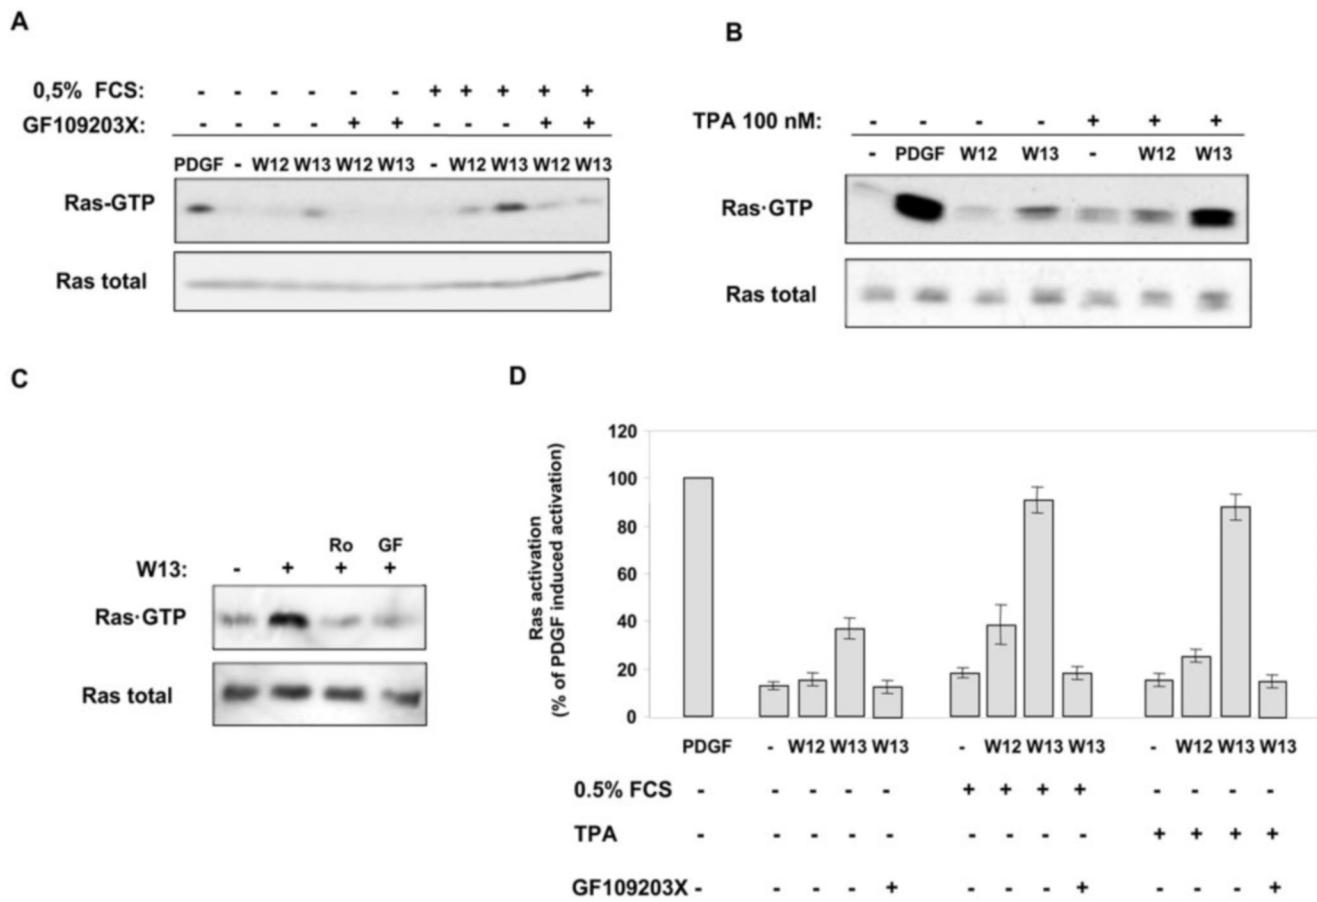 A
0,5% FCS: - - - - - - + + + + +
GF109203X: - - - - + + - - - + +
PDGF - W12 W13 W12 W13 - W12 W13 W12 W13
Ras-GTP
Ras total
B
TPA 100 nM: - - - - + + +
- PDGF W12 W13 - W12 W13
Ras·GTP
Ras total
C
Ro GF
W13: - + + +
Ras·GTP
Ras total
D
Ras activation
(% of PDGF induced activation)
120
100
80
60
40
20
0
PDGF - W12 W13 W13 - W12 W13 W13 - W12 W13 W13
0.5% FCS - - - - - + + + + - - - -
TPA - - - - - - - - - + + + +
GF109203X - - - - + - - - + - - - +